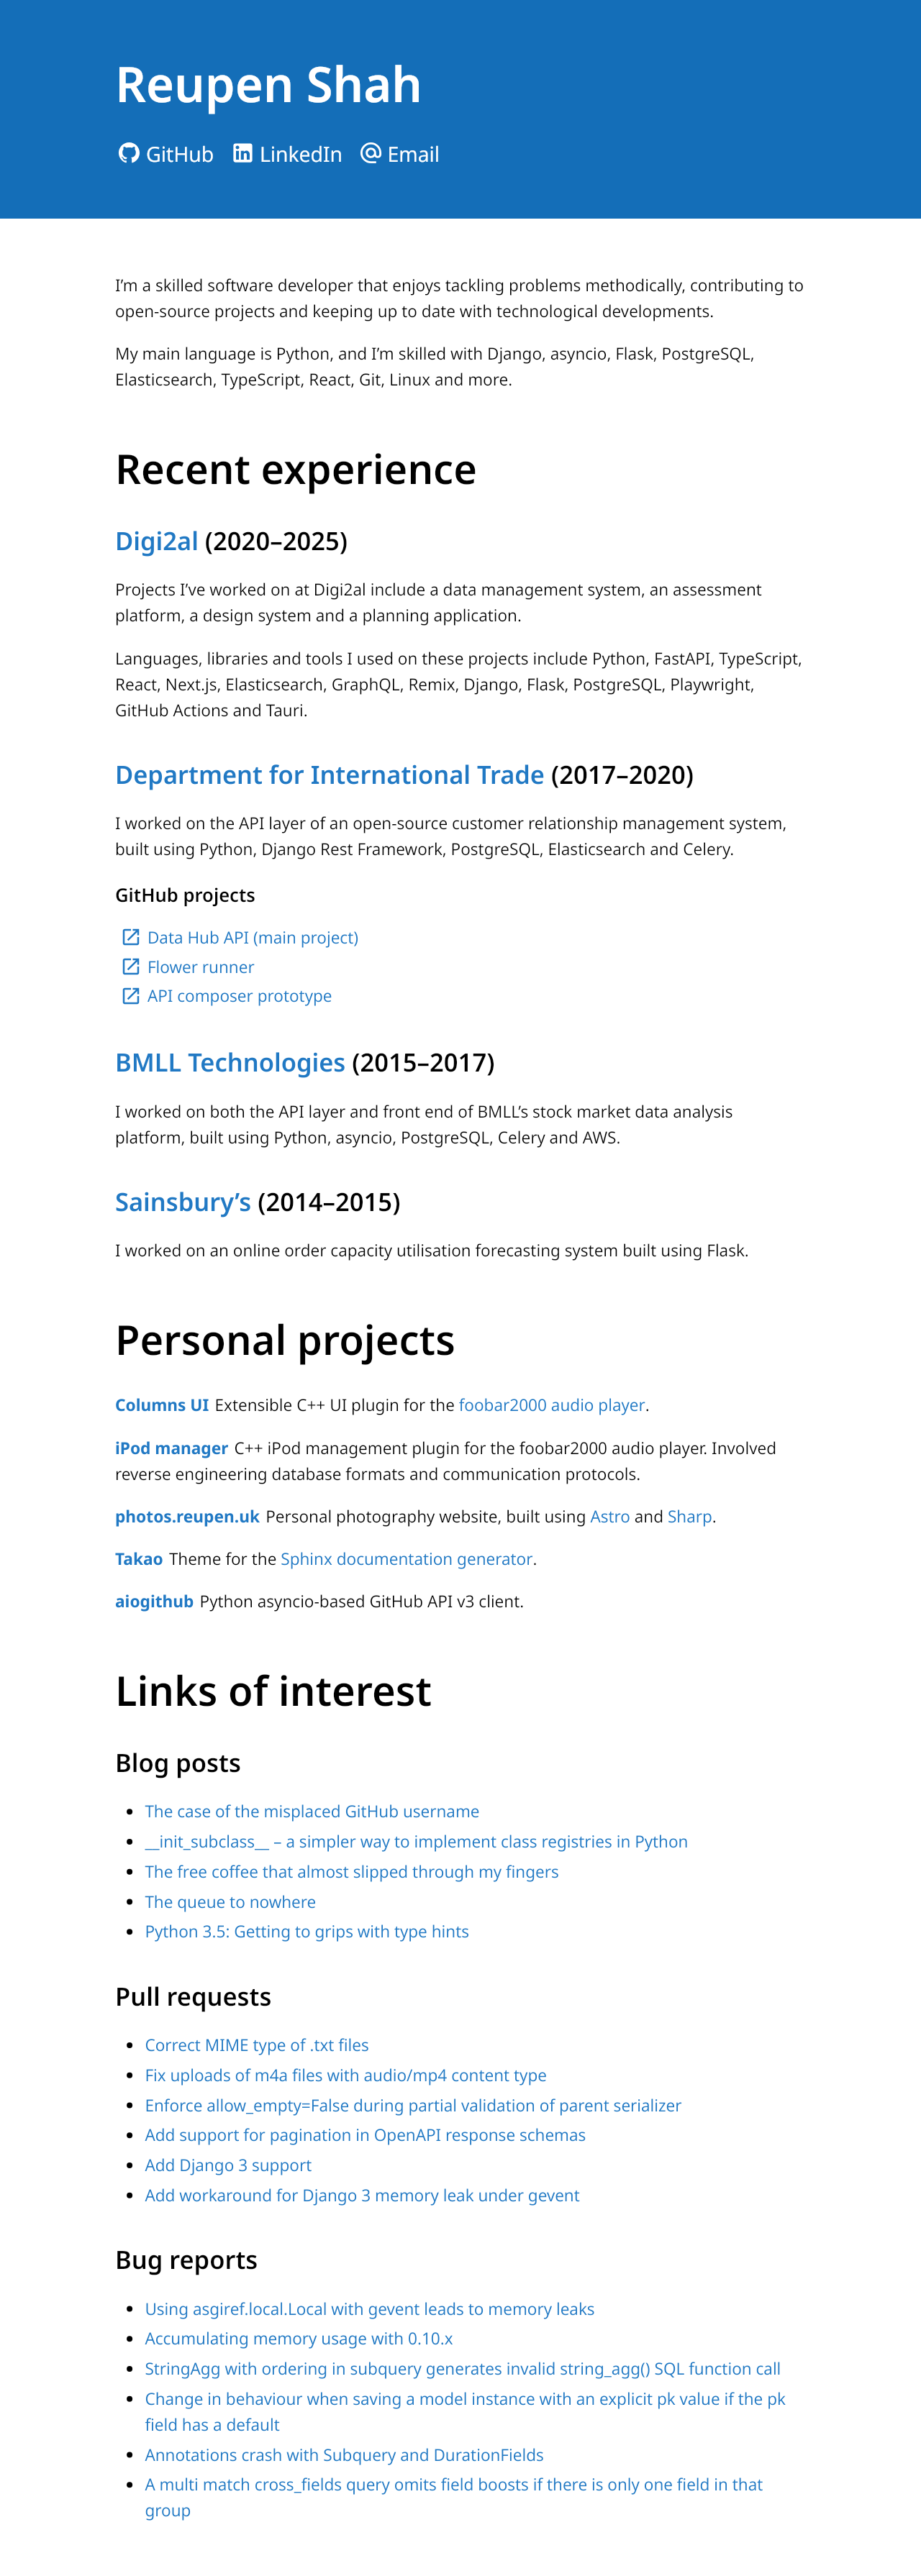 Reupen Shah
GitHub LinkedIn Email
I’m a skilled software developer that enjoys tackling problems methodically, contributing to
open-source projects and keeping up to date with technological developments.
My main language is Python, and I’m skilled with Django, asyncio, Flask, PostgreSQL,
Elasticsearch, TypeScript, React, Git, Linux and more.
Recent experience
Digi2al (2020–2025)
Projects I’ve worked on at Digi2al include a data management system, an assessment
platform, a design system and a planning application.
Languages, libraries and tools I used on these projects include Python, FastAPI, TypeScript,
React, Next.js, Elasticsearch, GraphQL, Remix, Django, Flask, PostgreSQL, Playwright,
GitHub Actions and Tauri.
Department for International Trade (2017–2020)
I worked on the API layer of an open-source customer relationship management system,
built using Python, Django Rest Framework, PostgreSQL, Elasticsearch and Celery.
GitHub projects
Data Hub API (main project)
Flower runner
API composer prototype
BMLL Technologies (2015–2017)
I worked on both the API layer and front end of BMLL’s stock market data analysis
platform, built using Python, asyncio, PostgreSQL, Celery and AWS.
Sainsbury’s (2014–2015)
I worked on an online order capacity utilisation forecasting system built using Flask.
Personal projects
Columns UI Extensible C++ UI plugin for the foobar2000 audio player.
iPod manager C++ iPod management plugin for the foobar2000 audio player. Involved
reverse engineering database formats and communication protocols.
photos.reupen.uk Personal photography website, built using Astro and Sharp.
Takao Theme for the Sphinx documentation generator.
aiogithub Python asyncio-based GitHub API v3 client.
Links of interest
Blog posts
• The case of the misplaced GitHub username
• __init_subclass__ – a simpler way to implement class registries in Python
• The free coffee that almost slipped through my fingers
• The queue to nowhere
• Python 3.5: Getting to grips with type hints
Pull requests
• Correct MIME type of .txt files
• Fix uploads of m4a files with audio/mp4 content type
• Enforce allow_empty=False during partial validation of parent serializer
• Add support for pagination in OpenAPI response schemas
• Add Django 3 support
• Add workaround for Django 3 memory leak under gevent
Bug reports
• Using asgiref.local.Local with gevent leads to memory leaks
• Accumulating memory usage with 0.10.x
• StringAgg with ordering in subquery generates invalid string_agg() SQL function call
• Change in behaviour when saving a model instance with an explicit pk value if the pk
field has a default
• Annotations crash with Subquery and DurationFields
• A multi match cross_fields query omits field boosts if there is only one field in that
group